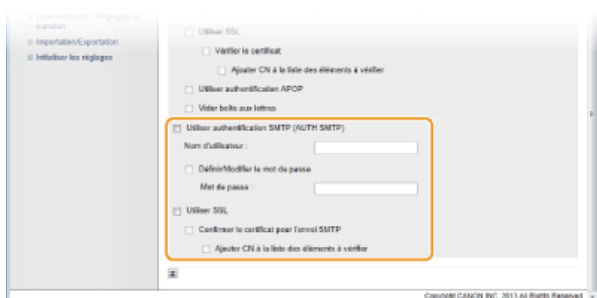 transfert
Importation/Exportation
Initialiser les réglages
Utiliser SSL
Vérifier le certificat
Ajouter CN à la liste des éléments à vérifier
Utiliser authentification APOP
Vider boîte aux lettres
Utiliser authentification SMTP (AUTH SMTP)
Nom d'utilisateur :
Définir/Modifier le mot de passe
Mot de passe :
Utiliser SSL
Confirmer le certificat pour l'envoi SMTP
Ajouter CN à la liste des éléments à vérifier
Copyright CANON INC. 2013 All Rights Reserved